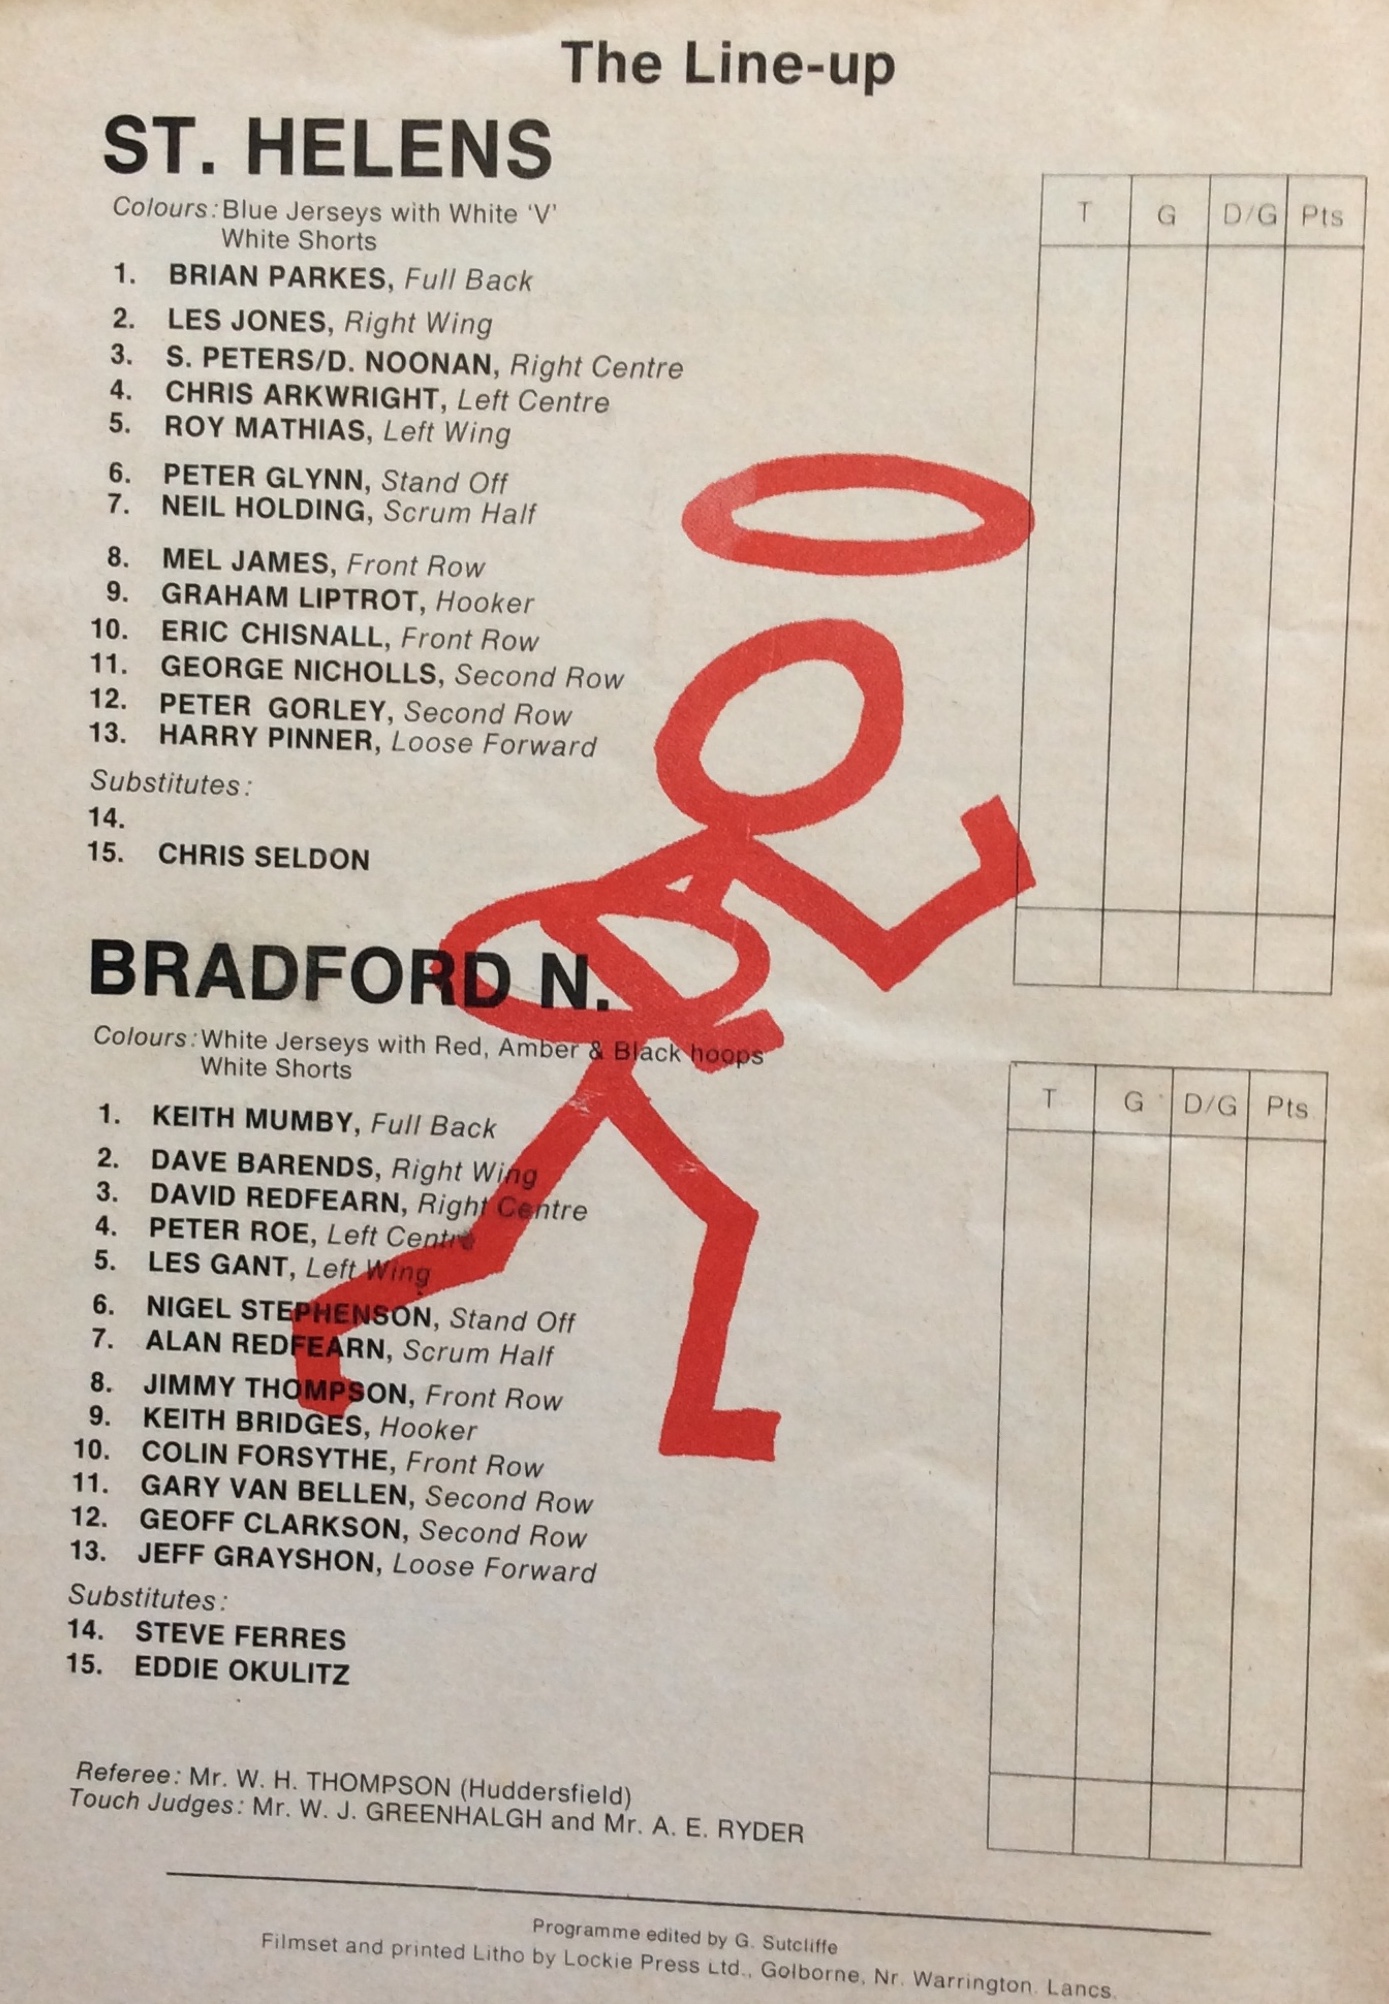 The Line-up
ST. HELENS
Colours: Blue Jerseys with White 'V'
White Shorts
1. BRIAN PARKES, Full Back
2. LES JONES, Right Wing
3. S. PETERS/D. NOONAN, Right Centre
4. CHRIS ARKWRIGHT, Left Centre
5. ROY MATHIAS, Left Wing
6. PETER GLYNN, Stand Off
7. NEIL HOLDING, Scrum Half
8. MEL JAMES, Front Row
9. GRAHAM LIPTROT, Hooker
10. ERIC CHISNALL, Front Row
11. GEORGE NICHOLLS, Second Row
12. PETER GORLEY, Second Row
13. HARRY PINNER, Loose Forward
Substitutes:
14.
15. CHRIS SELDON
T G D/G Pts
BRADFORD N.
Colours: White Jerseys with Red, Amber & Black hoops
White Shorts
1. KEITH MUMBY, Full Back
2. DAVE BARENDS, Right Wing
3. DAVID REDFEARN, Right Centre
4. PETER ROE, Left Centre
5. LES GANT, Left Wing
6. NIGEL STEPHENSON, Stand Off
7. ALAN REDFEARN, Scrum Half
8. JIMMY THOMPSON, Front Row
9. KEITH BRIDGES, Hooker
10. COLIN FORSYTHE, Front Row
11. GARY VAN BELLEN, Second Row
12. GEOFF CLARKSON, Second Row
13. JEFF GRAYSHON, Loose Forward
Substitutes:
14. STEVE FERRES
15. EDDIE OKULITZ
T G D/G Pts
Referee: Mr. W. H. THOMPSON (Huddersfield)
Touch Judges: Mr. W. J. GREENHALGH and Mr. A. E. RYDER
Programme edited by G. Sutcliffe
Filmset and printed Litho by Lockie Press Ltd., Golborne, Nr. Warrington. Lancs.